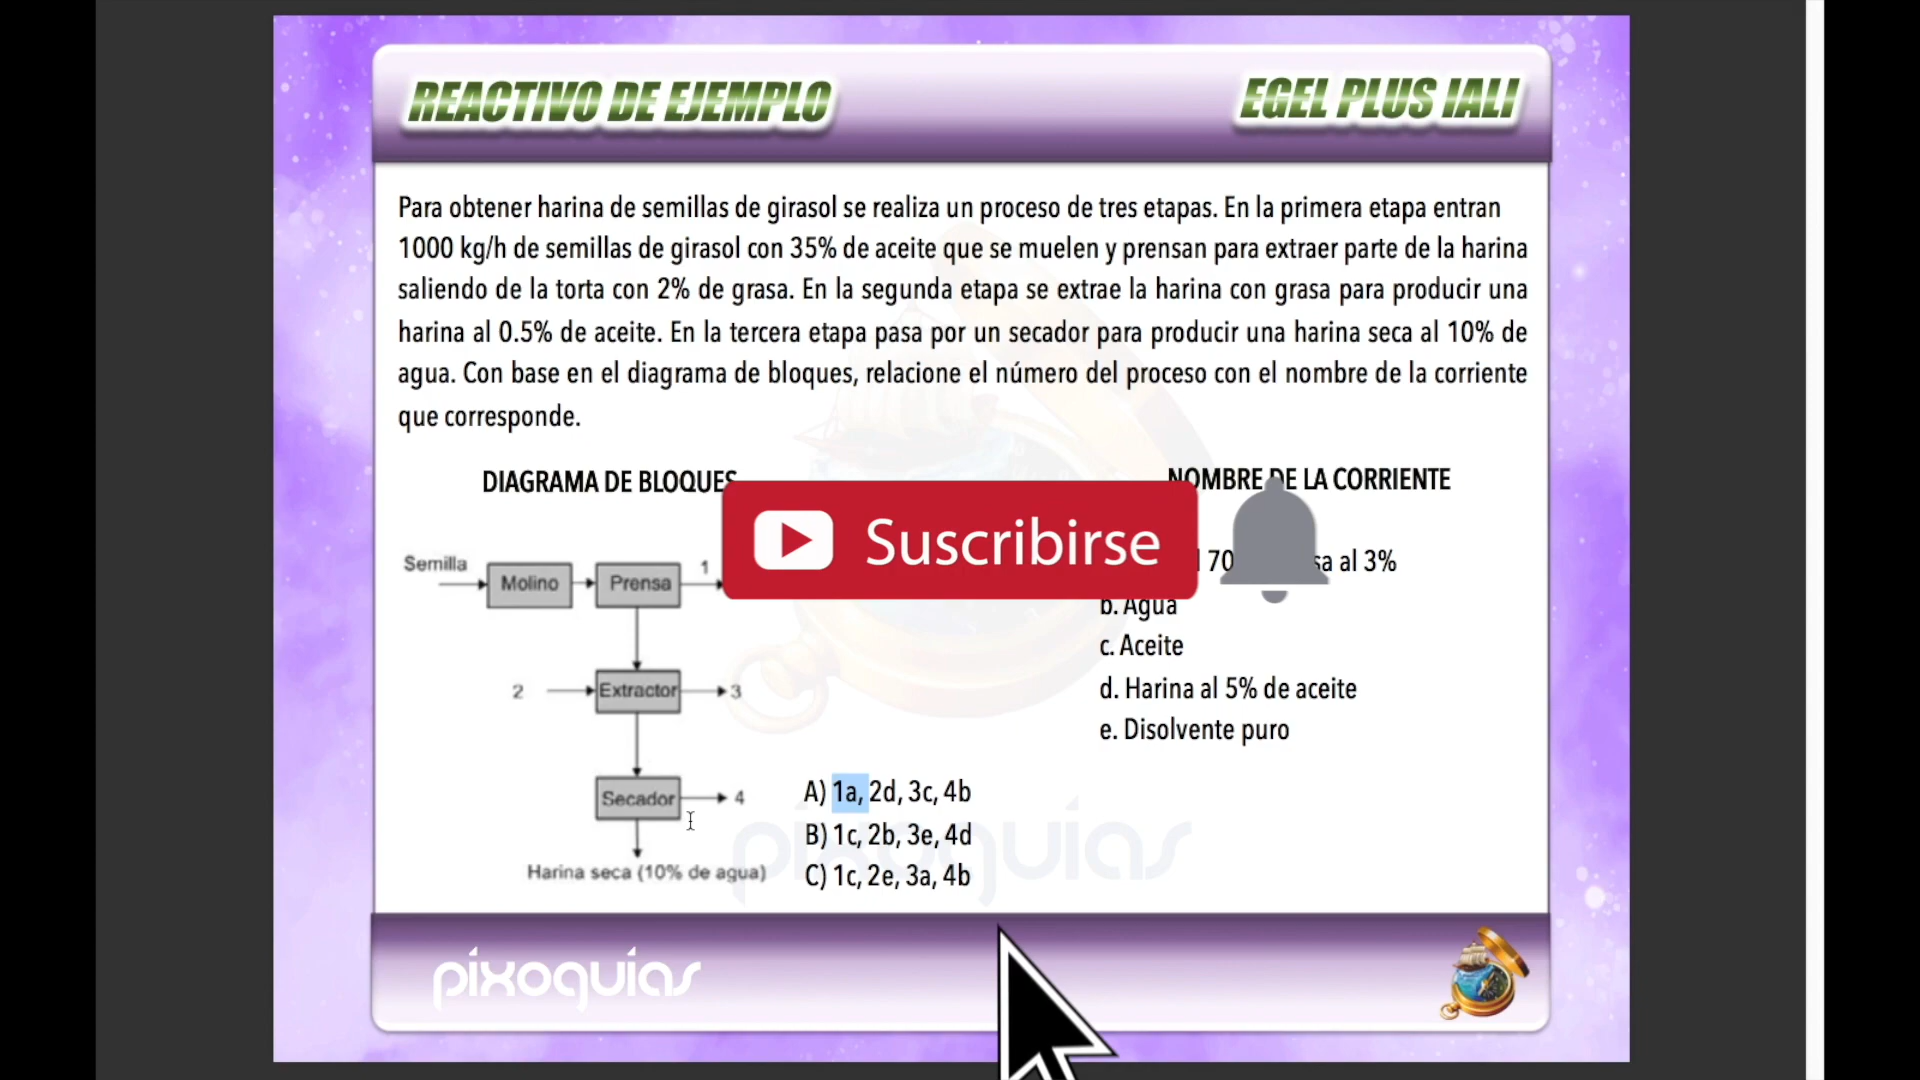 REACTIVO DE EJEMPLO
EGEL PLUS IALI
Para obtener harina de semillas de girasol se realiza un proceso de tres etapas. En la primera etapa entran
1000 kg/h de semillas de girasol con 35% de aceite que se muelen y prensan para extraer parte de la harina
saliendo de la torta con 2% de grasa. En la segunda etapa se extrae la harina con grasa para producir una
harina al 0.5% de aceite. En la tercera etapa pasa por un secador para producir una harina seca al 10% de
agua. Con base en el diagrama de bloques, relacione el número del proceso con el nombre de la corriente
que corresponde.
DIAGRAMA DE BLOQUES
NOMBRE DE LA CORRIENTE
Suscribirse
Semilla
Molino
Prensa
1
70
al 3%
b. Agua
c. Aceite
2
Extractor
3
d. Harina al 5% de aceite
e. Disolvente puro
Secador
4
Harina seca (10% de agua)
A) 1a, 2d, 3c, 4b
B) 1c, 2b, 3e, 4d
C) 1c, 2e, 3a, 4b
pixoguias
pixoguias